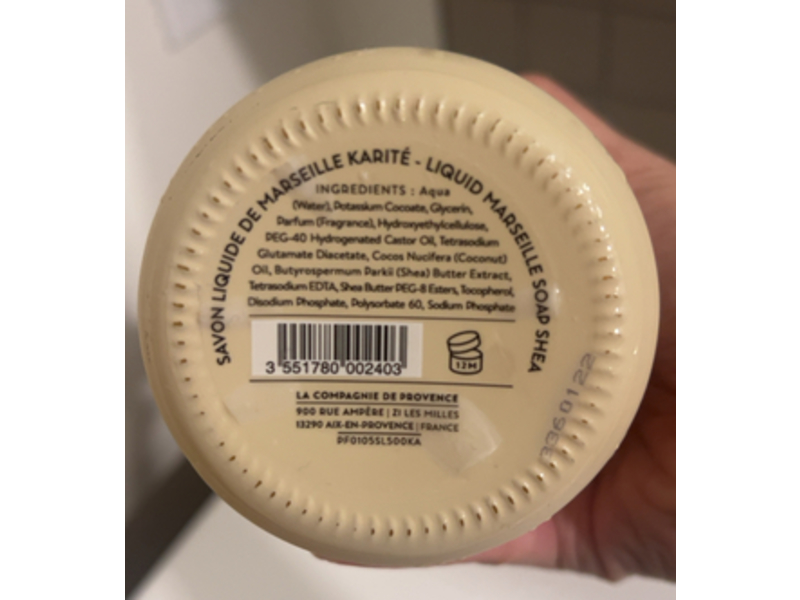 SAVON LIQUIDE DE MARSEILLE KARITÉ - LIQUID MARSEILLE SOAP SHEA
INGREDIENTS : Aqua
(Water), Potassium Cocoate, Glycerin,
Parfum (Fragrance), Hydroxyethylcellulose,
PEG-40 Hydrogenated Castor Oil, Tetrasodium
Glutamate Diacetate, Cocos Nucifera (Coconut)
Oil, Butyrospermum Parkii (Shea) Butter Extract,
Tetrasodium EDTA, Shea Butter PEG-8 Esters, Tocopherol,
Disodium Phosphate, Polysorbate 60, Sodium Phosphate
3 551780 002403
12M
LA COMPAGNIE DE PROVENCE
900 RUE AMPÈRE | ZI LES MILLES
13290 AIX-EN-PROVENCE | FRANCE
PF0105SL500KA
3360122